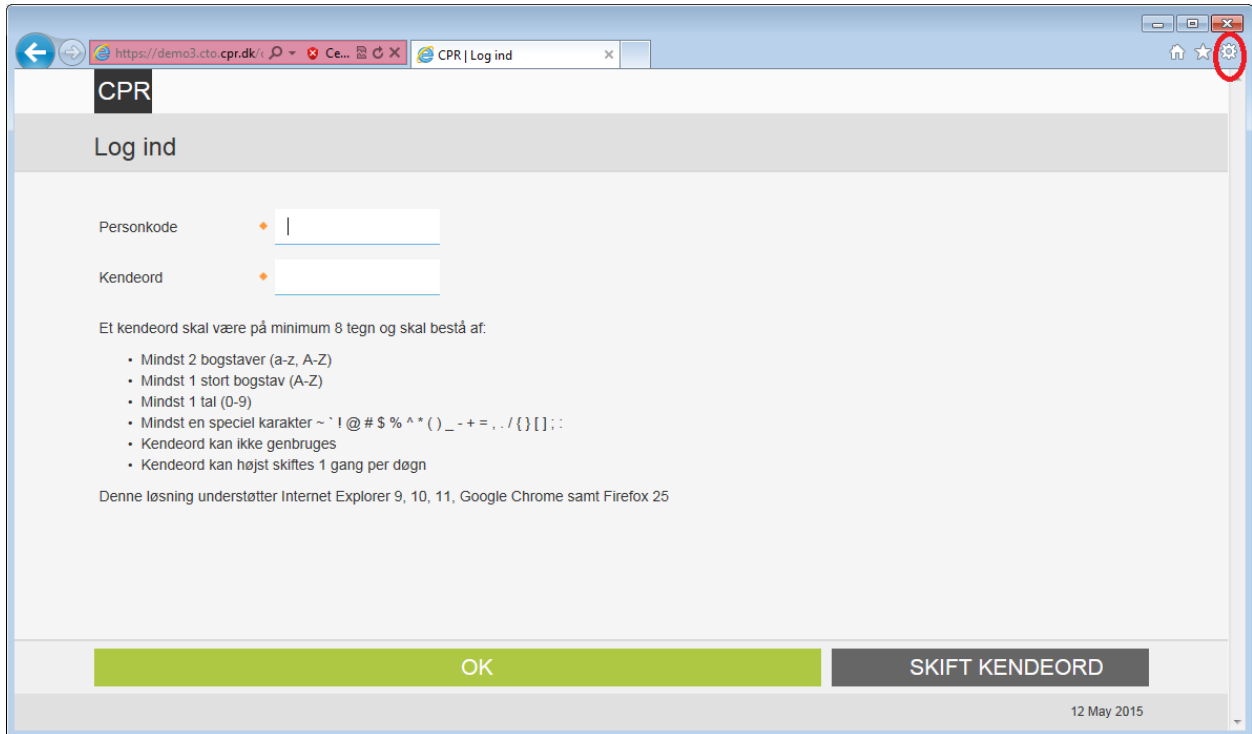 https://demo3.cto.cpr.dk/c Ce... CPR | Log ind
CPR
Log ind
Personkode
Kendeord
Et kendeord skal være på minimum 8 tegn og skal bestå af:
• Mindst 2 bogstaver (a-z, A-Z)
• Mindst 1 stort bogstav (A-Z)
• Mindst 1 tal (0-9)
• Mindst en speciel karakter ~ ` ! @ # $ % ^ * ( ) _ - + = , . / { } [ ] ; :
• Kendeord kan ikke genbruges
• Kendeord kan højst skiftes 1 gang per døgn
Denne løsning understøtter Internet Explorer 9, 10, 11, Google Chrome samt Firefox 25
OK SKIFT KENDEORD
12 May 2015